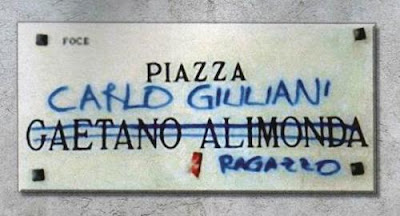 FOCE
PIAZZA
CARLO GIULIANI
GAETANO ALIMONDA
RAGAZZO